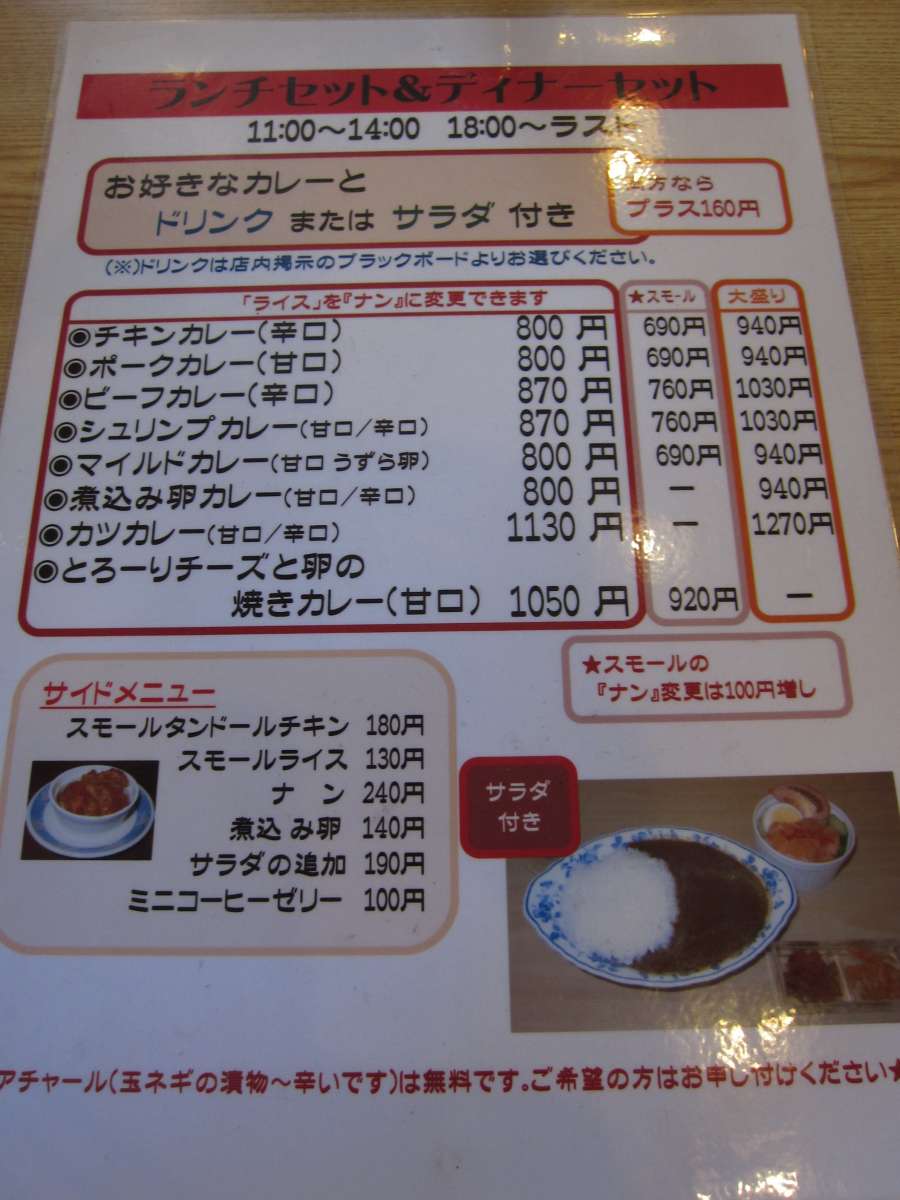 ランチセット&ディナーセット
11:00〜14:00 18:00〜ラスト
お好きなカレーと
ドリンク または サラダ 付き
方なら
プラス160円
(※)ドリンクは店内掲示のブラックボードよりお選びください。
「ライス」を『ナン』に変更できます ★スモール 大盛り
◉チキンカレー(辛口) 800 円 690円 940円
◉ポークカレー(甘口) 800 円 690円 940円
◉ビーフカレー(辛口) 870 円 760円 1030円
◉シュリンプカレー(甘口/辛口) 870 円 760円 1030円
◉マイルドカレー(甘口 うずら卵) 800 円 690円 940円
◉煮込み卵カレー(甘口/辛口) 800 円 ー 940円
◉カツカレー(甘口/辛口) 1130 円 ー 1270円
◉とろーりチーズと卵の
焼きカレー(甘口) 1050 円 920円 ー
★スモールの
『ナン』変更は100円増し
サイドメニュー
スモールタンドールチキン 180円
スモールライス 130円
ナ ン 240円
煮込み卵 140円
サラダの追加 190円
ミニコーヒーゼリー 100円
サラダ
付き
アチャール(玉ネギの漬物〜辛いです)は無料です。ご希望の方はお申し付けください★